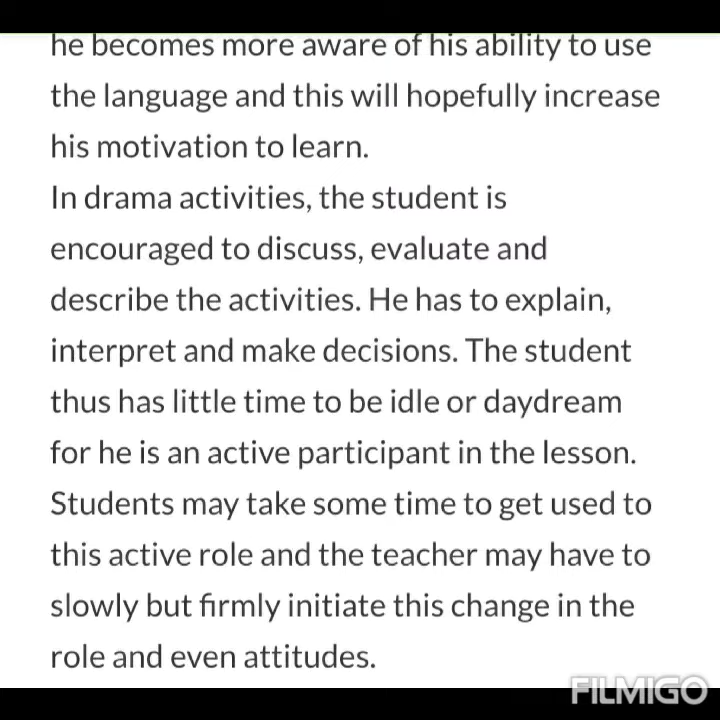 he becomes more aware of his ability to use
the language and this will hopefully increase
his motivation to learn.
In drama activities, the student is
encouraged to discuss, evaluate and
describe the activities. He has to explain,
interpret and make decisions. The student
thus has little time to be idle or daydream
for he is an active participant in the lesson.
Students may take some time to get used to
this active role and the teacher may have to
slowly but firmly initiate this change in the
role and even attitudes.
FILMIGO